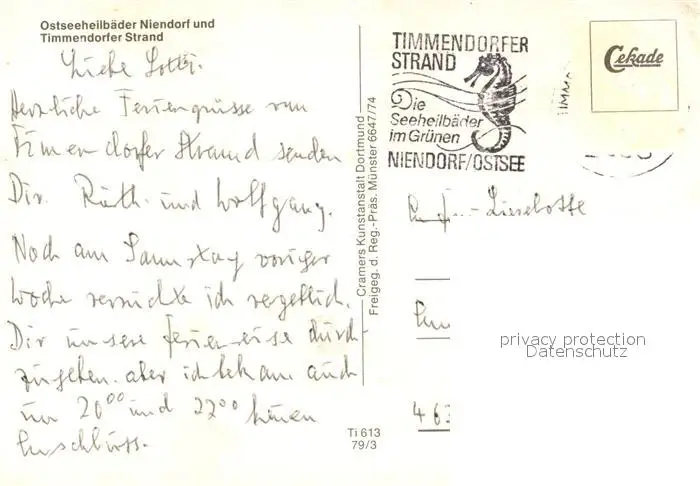 Ostseeheilbäder Niendorf und
Timmendorfer Strand
Liebe Lotti.
Herzliche Feriengrüsse von
Timendorfer Strand senden
Dir. Ruth und Wolfgang.
Noch am Samstag voriger
Woche versuchte ich vergeblich.
Dir unsere Ferienreise durch-
zugeben. aber ich bekam auch
um 20⁰⁰ und 22⁰⁰ keinen
Anschluss.
Cramers Kunstanstalt Dortmund
Freigeg. d. Reg.-Präs. Münster 6647/74
Ti 613
79/3
TIMMENDORFER
STRAND
Die
Seeheilbäder
im Grünen
NIENDORF/OSTSEE
TIMM
Cekade
Lieselotte
463
privacy protection
Datenschutz